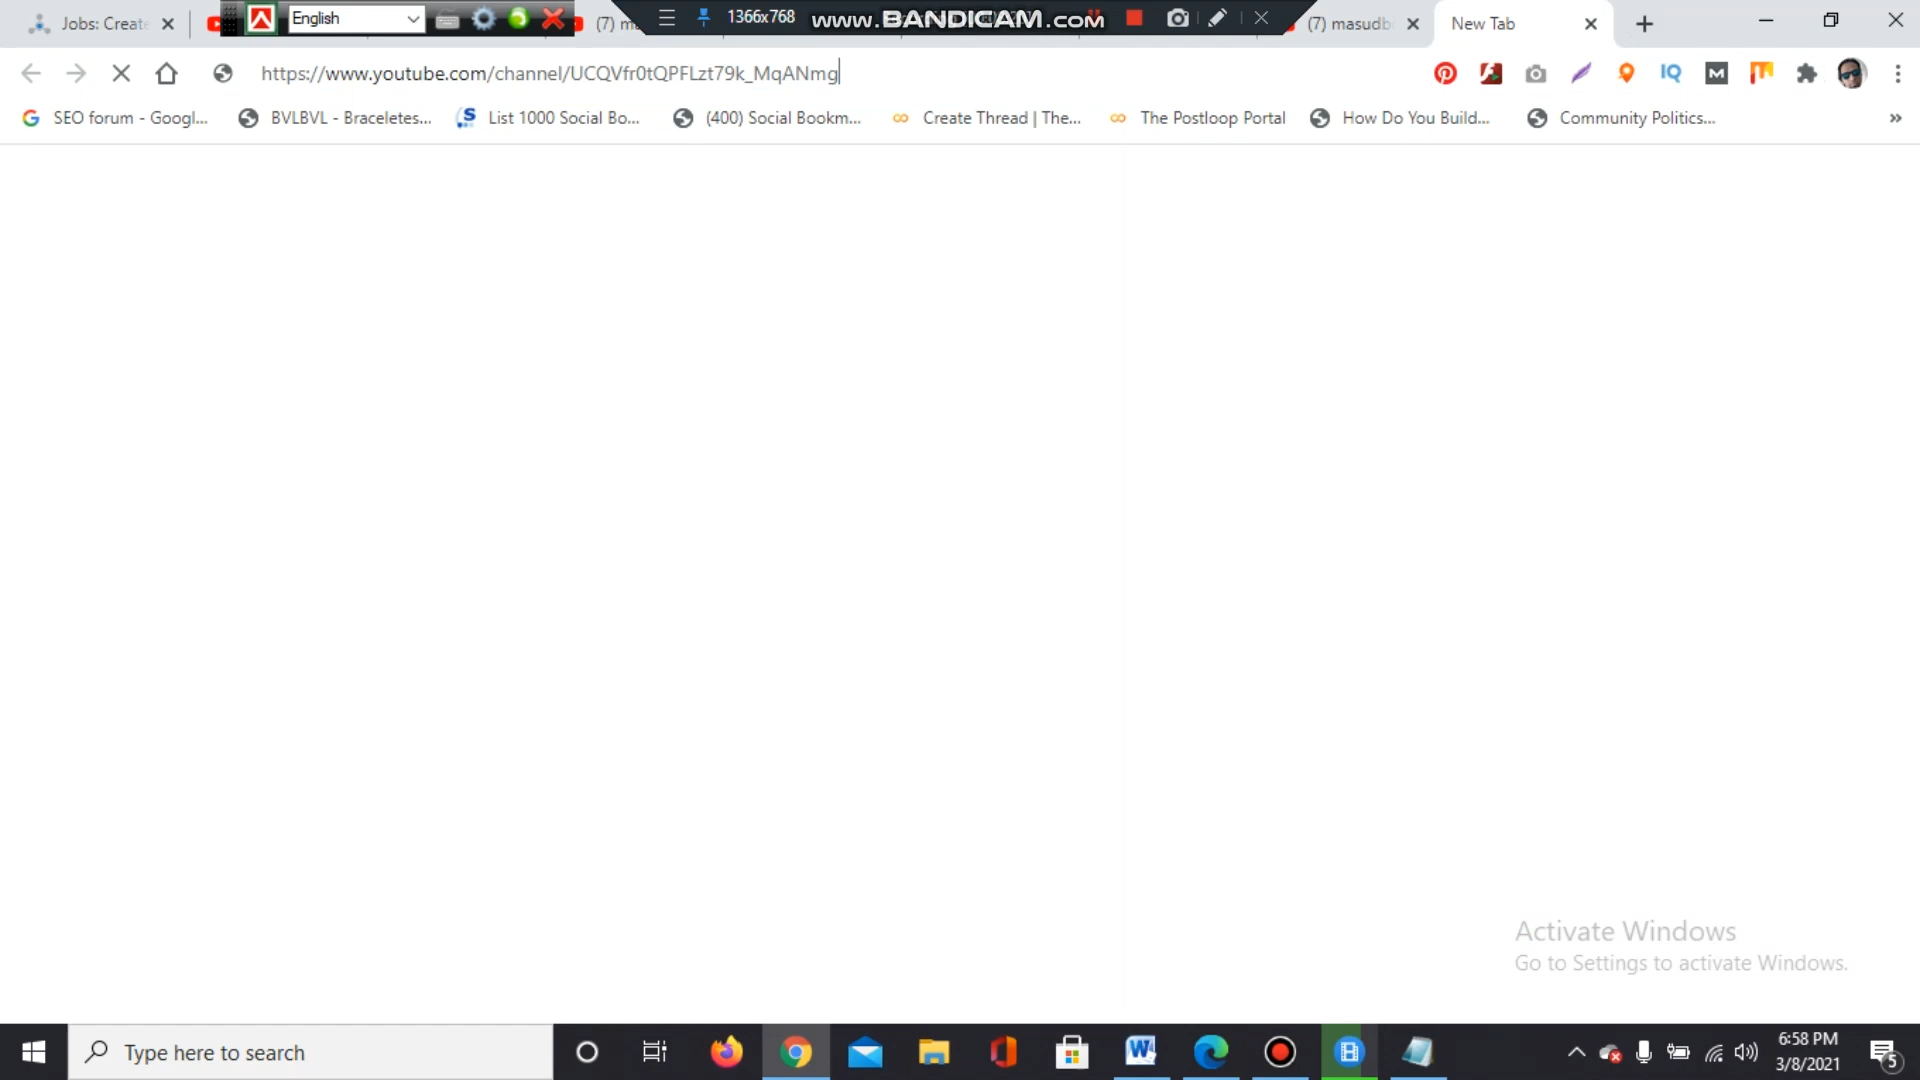 Jobs: Create
English
(7) m
1366x768
www.BANDICAM.com
(7) masudb
New Tab
https://www.youtube.com/channel/UCQVfr0tQPFLzt79k_MqANmg
SEO forum - Googl...
BVLBVL - Braceletes...
List 1000 Social Bo...
(400) Social Bookm...
Create Thread | The...
The Postloop Portal
How Do You Build...
Community Politics...
»
Activate Windows
Go to Settings to activate Windows.
Type here to search
6:58 PM
3/8/2021
5